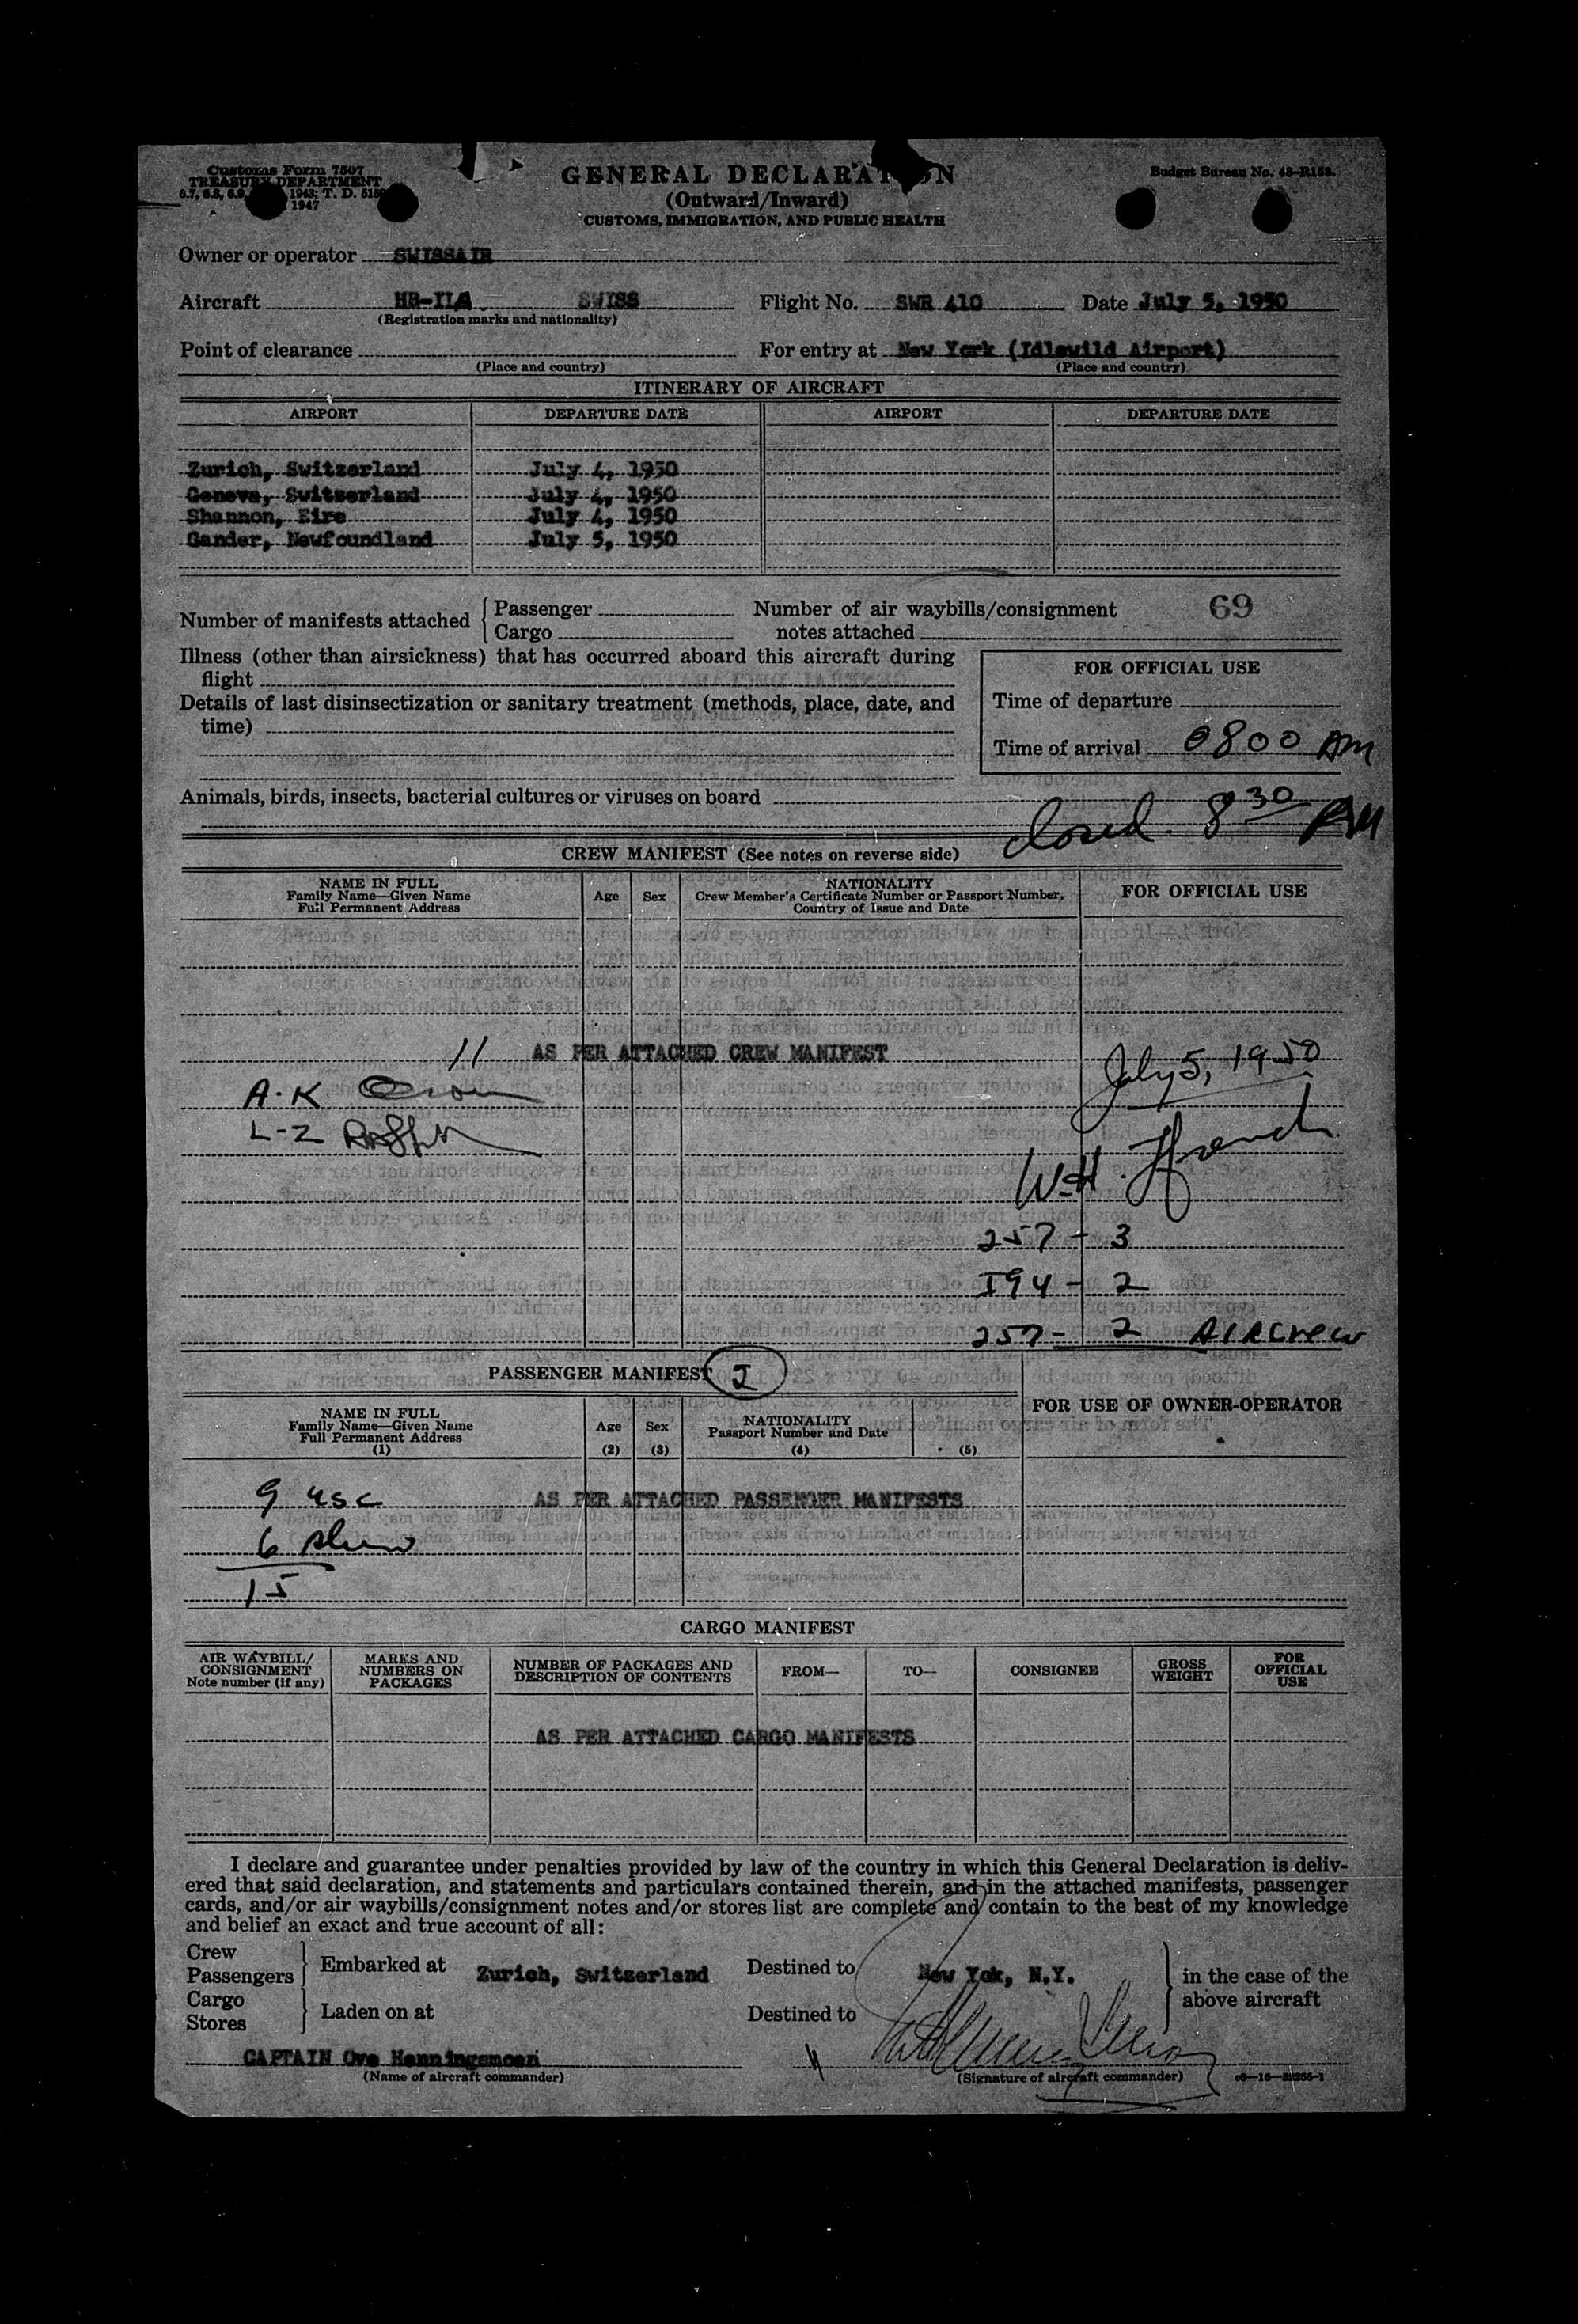 Customs Form 7507
TREASURY DEPARTMENT
1943; T. D.
1947
GENERAL DECLARATION
(Outward/Inward)
CUSTOMS, IMMIGRATION, AND PUBLIC HEALTH
Budget Bureau No.
Owner or operator SWISSAIR
Aircraft HB-ILA SWISS Flight No. SWR 410 Date July 5, 1950
(Registration marks and nationality)
Point of clearance For entry at New York (Idlewild Airport)
(Place and country) (Place and country)
ITINERARY OF AIRCRAFT
AIRPORT DEPARTURE DATE AIRPORT DEPARTURE DATE
Zurich, Switzerland July 4, 1950
Geneva, Switzerland July 4, 1950
Shannon, Eire July 4, 1950
Gander, Newfoundland July 5, 1950
Number of manifests attached { Passenger Number of air waybills/consignment 69
Cargo notes attached
Illness (other than airsickness) that has occurred aboard this aircraft during
flight
FOR OFFICIAL USE
Details of last disinsectization or sanitary treatment (methods, place, date, and
time)
Time of departure
Time of arrival 0800 AM
Animals, birds, insects, bacterial cultures or viruses on board
closed. 8 30 AM
CREW MANIFEST (See notes on reverse side)
NAME IN FULL
Family Name—Given Name
Full Permanent Address
Age
Sex
NATIONALITY
Crew Member's Certificate Number or Passport Number,
Country of Issue and Date
FOR OFFICIAL USE
11 AS PER ATTACHED CREW MANIFEST
July 5, 1950
A.K.
L-Z
W.H. French
257 - 3
I94 - 2
257 - 2 AIRCREW
PASSENGER MANIFEST I
FOR USE OF OWNER-OPERATOR
NAME IN FULL
Family Name—Given Name
Full Permanent Address
(1)
Age
(2)
Sex
(3)
NATIONALITY
Passport Number and Date
(4)
(5)
9 usc AS PER ATTACHED PASSENGER MANIFESTS
6
15
CARGO MANIFEST
AIR WAYBILL/
CONSIGNMENT
Note number (if any)
MARKS AND
NUMBERS ON
PACKAGES
NUMBER OF PACKAGES AND
DESCRIPTION OF CONTENTS
FROM—
TO—
CONSIGNEE
GROSS
WEIGHT
FOR
OFFICIAL
USE
AS PER ATTACHED CARGO MANIFESTS
I declare and guarantee under penalties provided by law of the country in which this General Declaration is deliv-
ered that said declaration, and statements and particulars contained therein, and in the attached manifests, passenger
cards, and/or air waybills/consignment notes and/or stores list are complete and contain to the best of my knowledge
and belief an exact and true account of all:
Crew
Passengers } Embarked at Zurich, Switzerland Destined to New Yok, N.Y. } in the case of the
above aircraft
Cargo
Stores } Laden on at Destined to
CAPTAIN Ove Henningsmoen
(Name of aircraft commander) (Signature of aircraft commander)